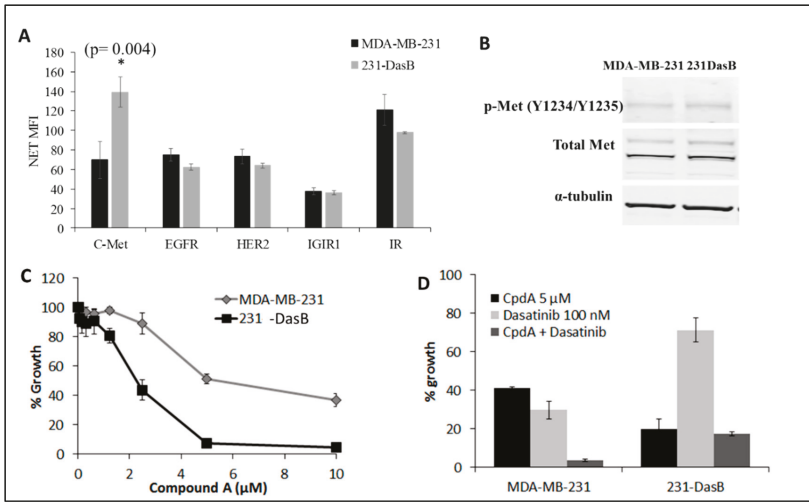 A
(p= 0.004)
*
MDA-MB-231
231-DasB
NET MFI
180
160
140
120
100
80
60
40
20
0
C-Met
EGFR
HER2
IGIR1
IR
B
MDA-MB-231 231DasB
p-Met (Y1234/Y1235)
Total Met
α-tubulin
C
MDA-MB-231
231 -DasB
% Growth
120
100
80
60
40
20
0
0 2 4 6 8 10
Compound A (µM)
D
CpdA 5 µM
Dasatinib 100 nM
CpdA + Dasatinib
% growth
100
80
60
40
20
0
MDA-MB-231
231-DasB